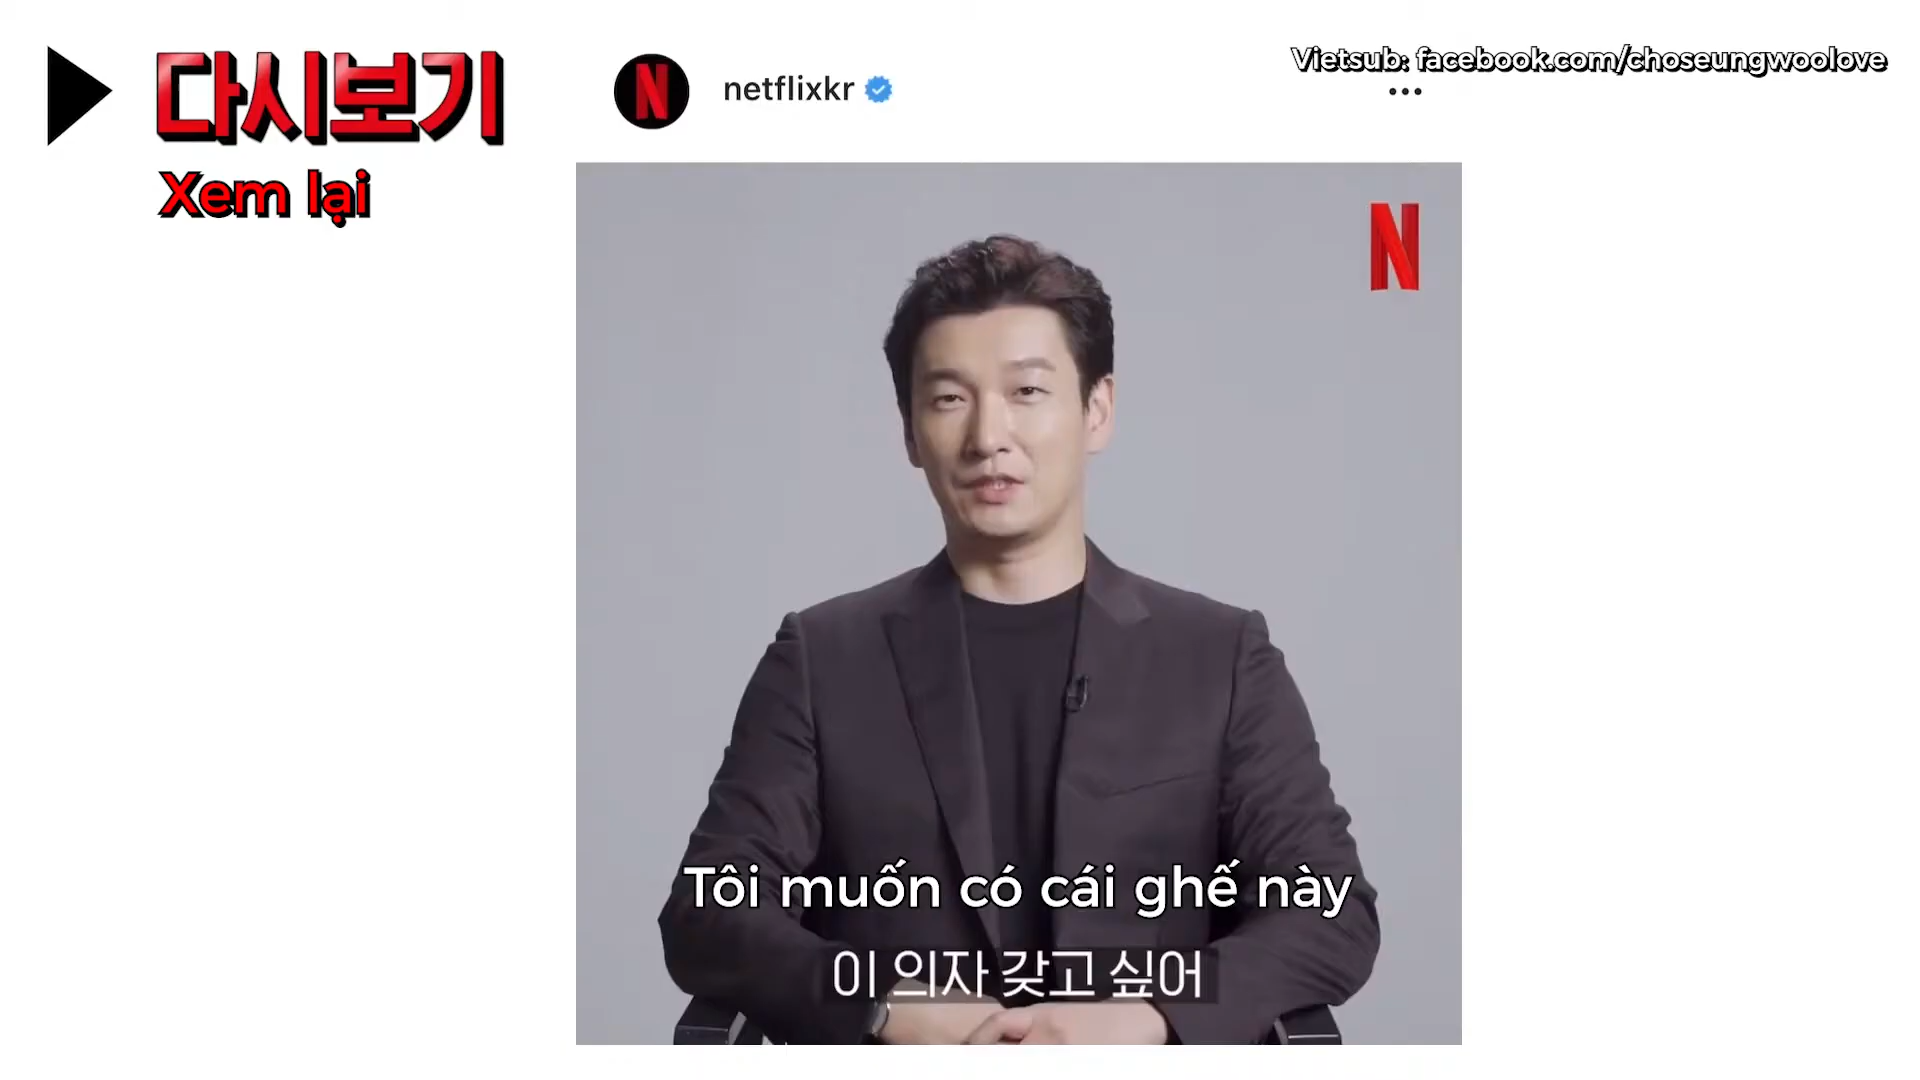 다시보기
Xem lại
N
netflixkr
Vietsub: facebook.com/choseungwoolove
N
Tôi muốn có cái ghế này
이 의자 갖고 싶어